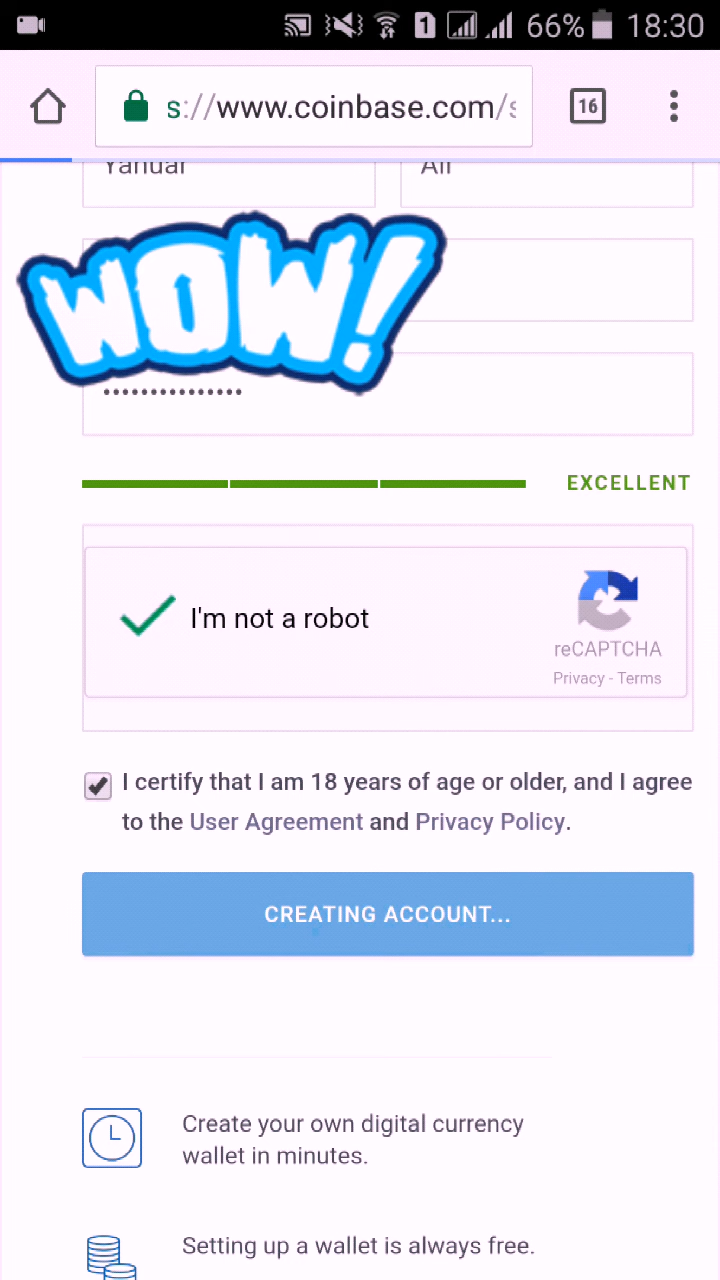 66% 18:30
s://www.coinbase.com/s
16
Yanuar Ali
WOW!
EXCELLENT
I'm not a robot
reCAPTCHA
Privacy - Terms
I certify that I am 18 years of age or older, and I agree
to the User Agreement and Privacy Policy.
CREATING ACCOUNT...
Create your own digital currency
wallet in minutes.
Setting up a wallet is always free.